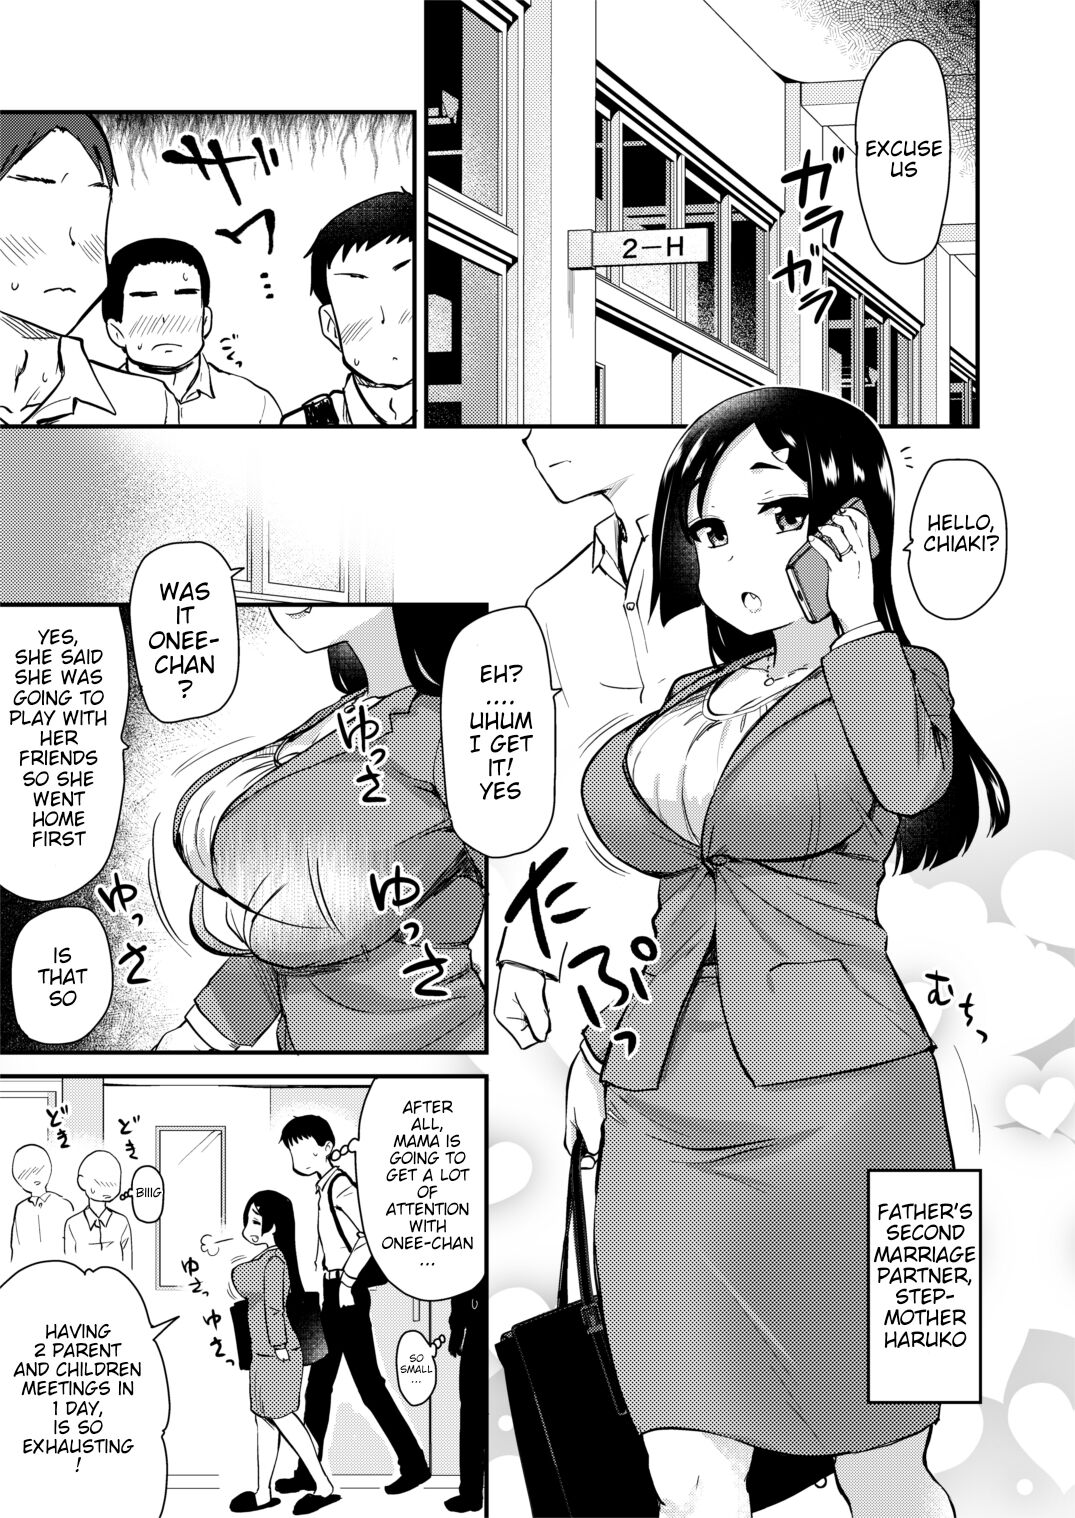 EXCUSE
US
ガラ
ガラ
2-H
ザワッ…
HELLO,
CHIAKI?
EH?
....
UHUM
I GET
IT!
YES
たぷっ
むちっ
FATHER'S
SECOND
MARRIAGE
PARTNER,
STEP-
MOTHER
HARUKO
WAS
IT
ONEE-
CHAN
?
YES,
SHE SAID
SHE WAS
GOING TO
PLAY WITH
HER
FRIENDS
SO SHE
WENT
HOME
FIRST
IS
THAT
SO
ゆっさ
ゆっさ
AFTER
ALL,
MAMA IS
GOING TO
GET A LOT
OF
ATTENTION
WITH
ONEE-CHAN
...
SO
SMALL
...
BIIIG
どき
どき
ゆさっ
ゆさっ
HAVING
2 PARENT
AND CHILDREN
MEETINGS IN
1 DAY,
IS SO
EXHAUSTING
!